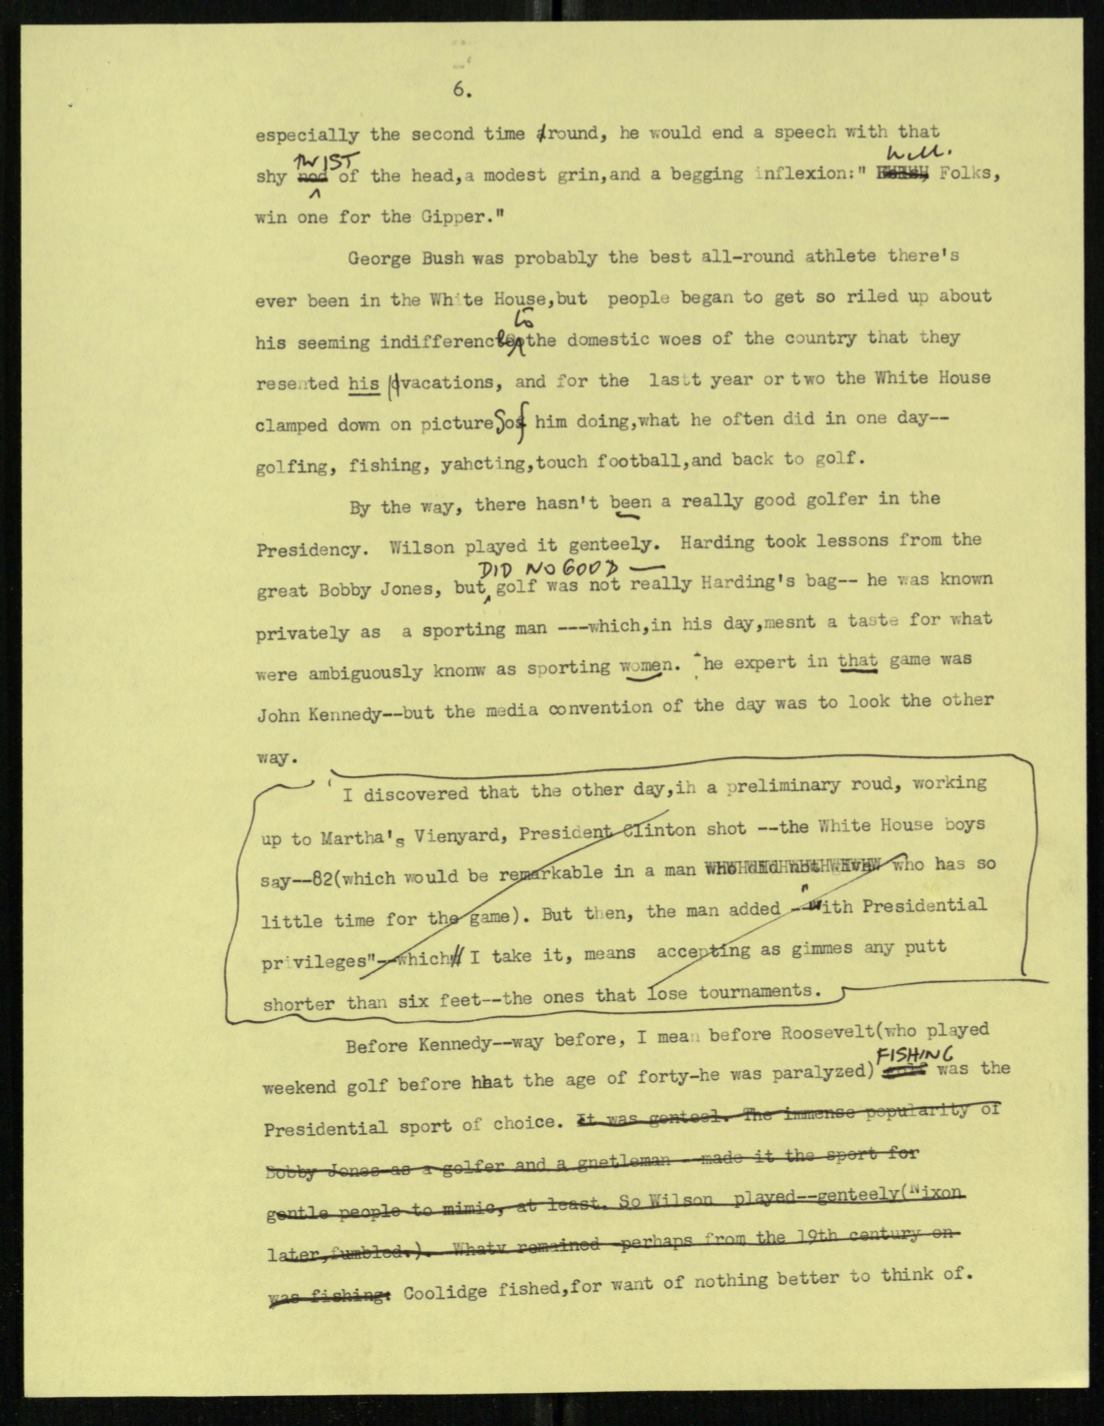 6.
especially the second time around, he would end a speech with that
TWIST well.
shy nod of the head,a modest grin,and a begging inflexion:" Folks,
win one for the Gipper."
George Bush was probably the best all-round athlete there's
ever been in the White House,but people began to get so riled up about
to
his seeming indifference the domestic woes of the country that they
resented his vacations, and for the lastt year or two the White House
clamped down on pictures of him doing,what he often did in one day--
golfing, fishing, yahcting,touch football,and back to golf.
By the way, there hasn't been a really good golfer in the
Presidency. Wilson played it genteely. Harding took lessons from the
DID NO GOOD —
great Bobby Jones, but golf was not really Harding's bag-- he was known
privately as a sporting man ---which,in his day,mesnt a taste for what
were ambiguously knonw as sporting women. he expert in that game was
John Kennedy--but the media convention of the day was to look the other
way.
I discovered that the other day,ih a preliminary roud, working
up to Martha's Vienyard, President Clinton shot --the White House boys
say--82(which would be remarkable in a man who has so
little time for the game). But then, the man added -"with Presidential
privileges"--which I take it, means accepting as gimmes any putt
shorter than six feet--the ones that lose tournaments.
Before Kennedy--way before, I mean before Roosevelt(who played
FISHING
weekend golf before hhat the age of forty-he was paralyzed) golf was the
Presidential sport of choice. It was genteel. The immense popularity of
Bobby Jones as a golfer and a gnetleman --made it the sport for
gentle people to mimic, at least. So Wilson played--genteely(Nixon
later,fumbled.). Whatv remained -perhaps from the 19th century on-
was fishing: Coolidge fished,for want of nothing better to think of.